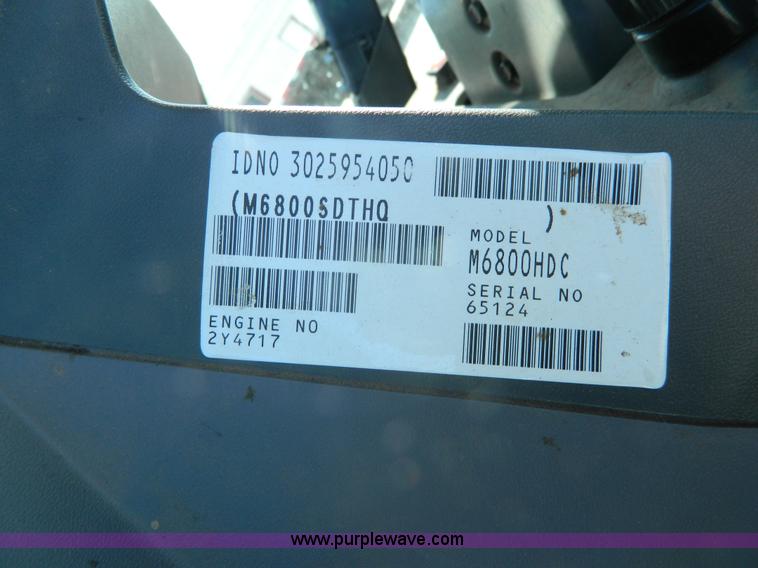 IDNO 3025954050
(M6800SDTHQ )
MODEL
M6800HDC
SERIAL NO
65124
ENGINE NO
2Y4717
www.purplewave.com